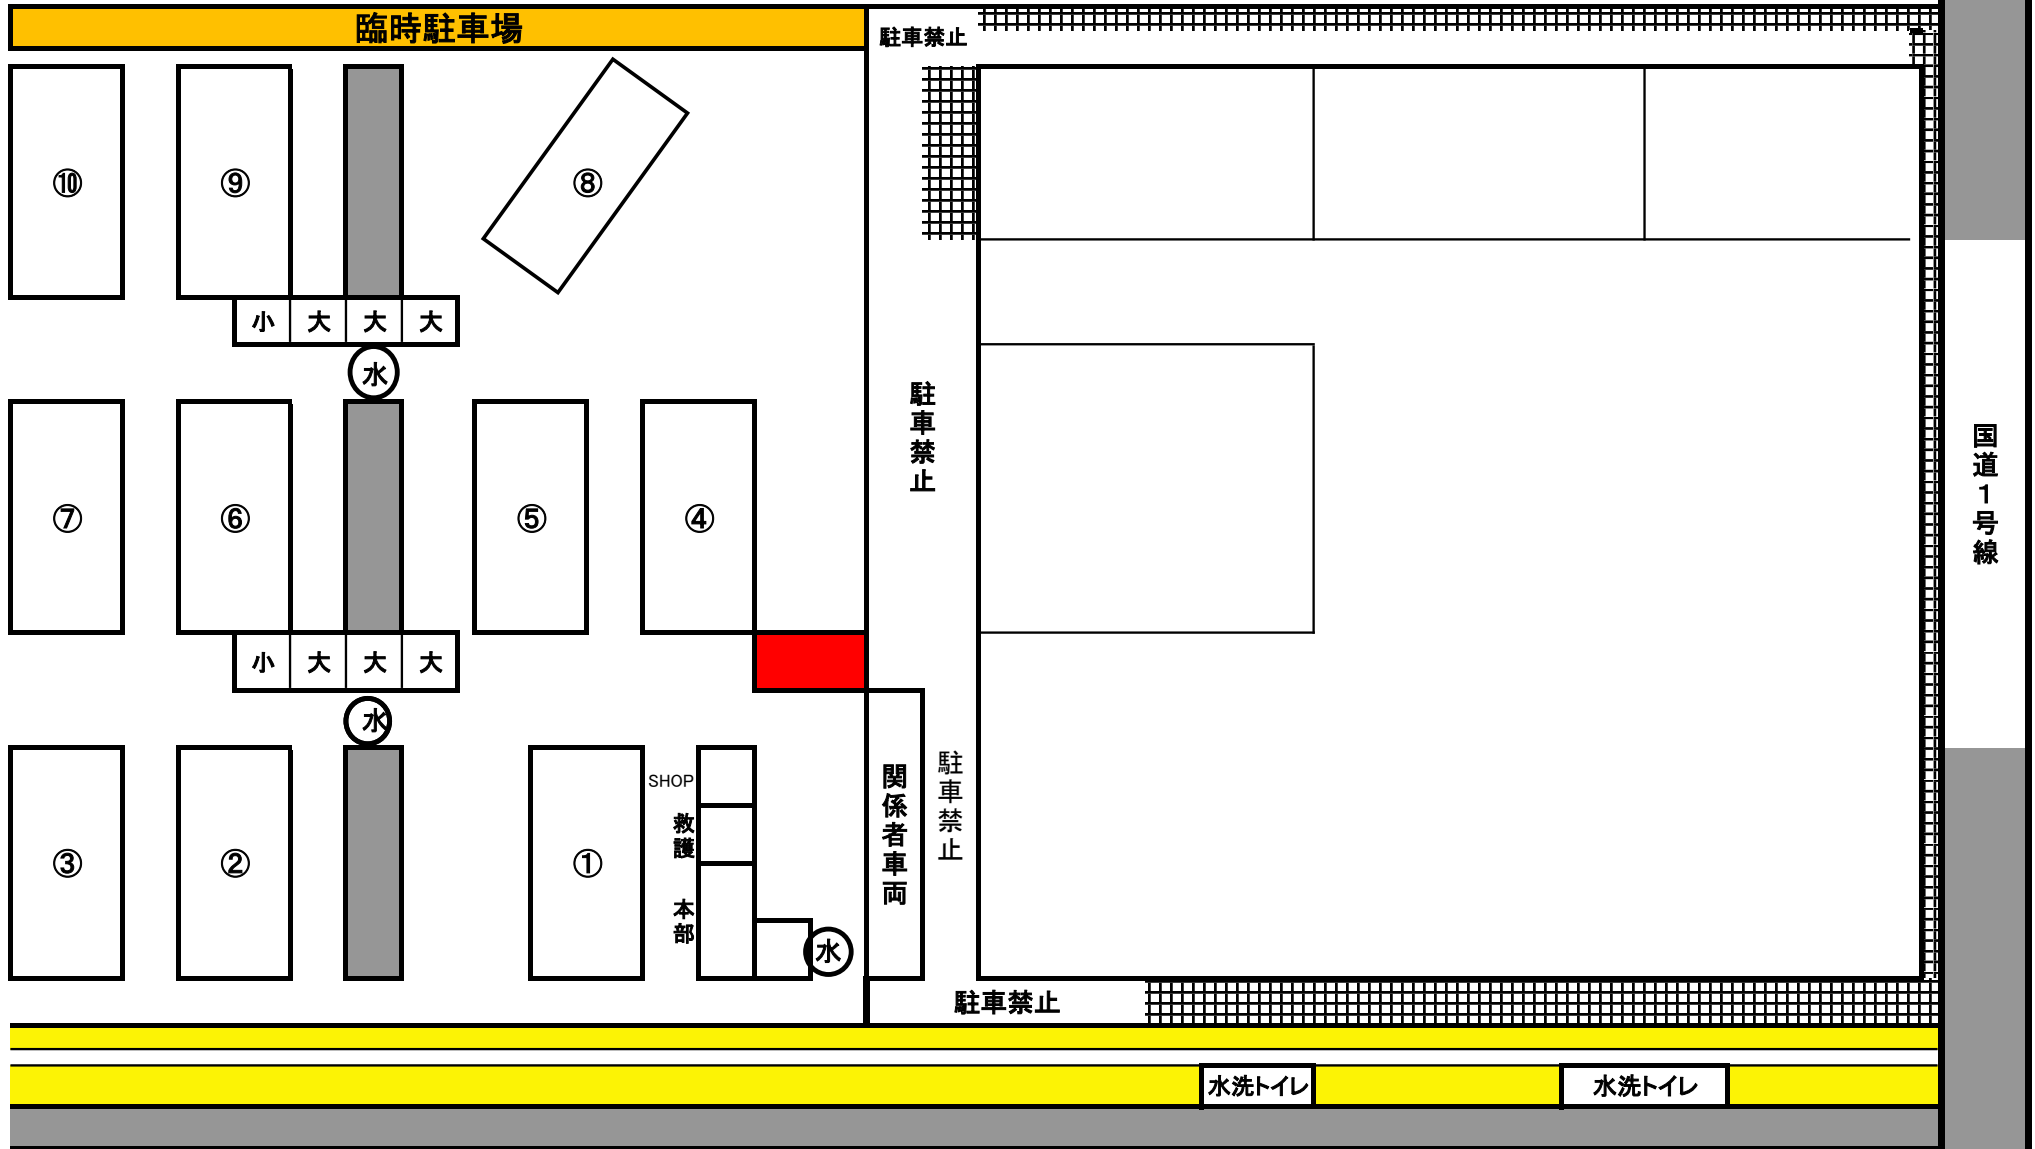 臨時駐車場
駐車禁止
⑩
⑨
⑧
小 大 大 大
水
駐車禁止
国道１号線
⑦
⑥
⑤
④
小 大 大 大
水
SHOP
救護
本部
関係者車両
駐車禁止
③
②
①
水
駐車禁止
水洗トイレ
水洗トイレ